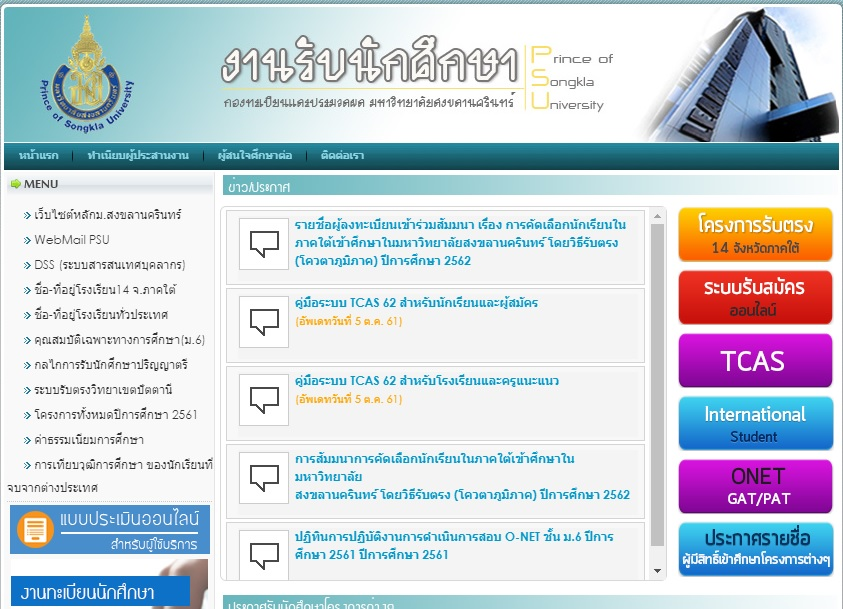 Prince of Songkla University
งานรับนักศึกษา
Prince of
Songkla
University
กองทะเบียนและประมวลผล มหาวิทยาลัยสงขลานครินทร์
หน้าแรก
ทำเนียบผู้ประสานงาน
ผู้สนใจศึกษาต่อ
ติดต่อเรา
MENU
เว็บไซต์หลักม.สงขลานครินทร์
WebMail PSU
DSS (ระบบสารสนเทศบุคลากร)
ชื่อ-ที่อยู่โรงเรียน14 จ.ภาคใต้
ชื่อ-ที่อยู่โรงเรียนทั่วประเทศ
คุณสมบัติเฉพาะทางการศึกษา(ม.6)
กลไกการรับนักศึกษาปริญญาตรี
ระบบรับตรงวิทยาเขตปัตตานี
โครงการทั้งหมดปีการศึกษา 2561
ค่าธรรมเนียมการศึกษา
การเทียบวุฒิการศึกษา ของนักเรียนที่
จบจากต่างประเทศ
แบบประเมินออนไลน์
สำหรับผู้ใช้บริการ
งานทะเบียนนักศึกษา
ข่าวประกาศ
รายชื่อผู้ลงทะเบียนเข้าร่วมสัมมนา เรื่อง การคัดเลือกนักเรียนใน
ภาคใต้เข้าศึกษาในมหาวิทยาลัยสงขลานครินทร์ โดยวิธีรับตรง
(โควตาภูมิภาค) ปีการศึกษา 2562
คู่มือระบบ TCAS 62 สำหรับนักเรียนและผู้สมัคร
(อัพเดทวันที่ 5 ต.ค. 61)
คู่มือระบบ TCAS 62 สำหรับโรงเรียนและครูแนะแนว
(อัพเดทวันที่ 5 ต.ค. 61)
การสัมมนาการคัดเลือกนักเรียนในภาคใต้เข้าศึกษาใน
มหาวิทยาลัย
สงขลานครินทร์ โดยวิธีรับตรง (โควตาภูมิภาค) ปีการศึกษา 2562
ปฏิทินการปฏิบัติงานการดำเนินการสอบ O-NET ชั้น ม.6 ปีการ
ศึกษา 2561 ปีการศึกษา 2561
ประกาศรับนักศึกษาโครงการต่างๆ
โครงการรับตรง
14 จังหวัดภาคใต้
ระบบรับสมัคร
ออนไลน์
TCAS
International
Student
ONET
GAT/PAT
ประกาศรายชื่อ
ผู้มีสิทธิ์เข้าศึกษาโครงการต่างๆ